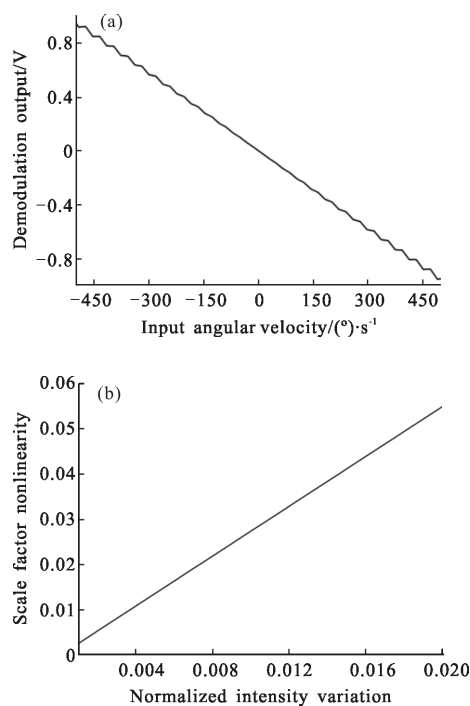 (a)
Demodulation output/V
0.8
0.4
0
−0.4
−0.8
−450 −300 −150 0 150 300 450
Input angular velocity/(º)·s⁻¹
(b)
Scale factor nonlinearity
0.06
0.05
0.04
0.03
0.02
0.01
0
0.004 0.008 0.012 0.016 0.020
Normalized intensity variation